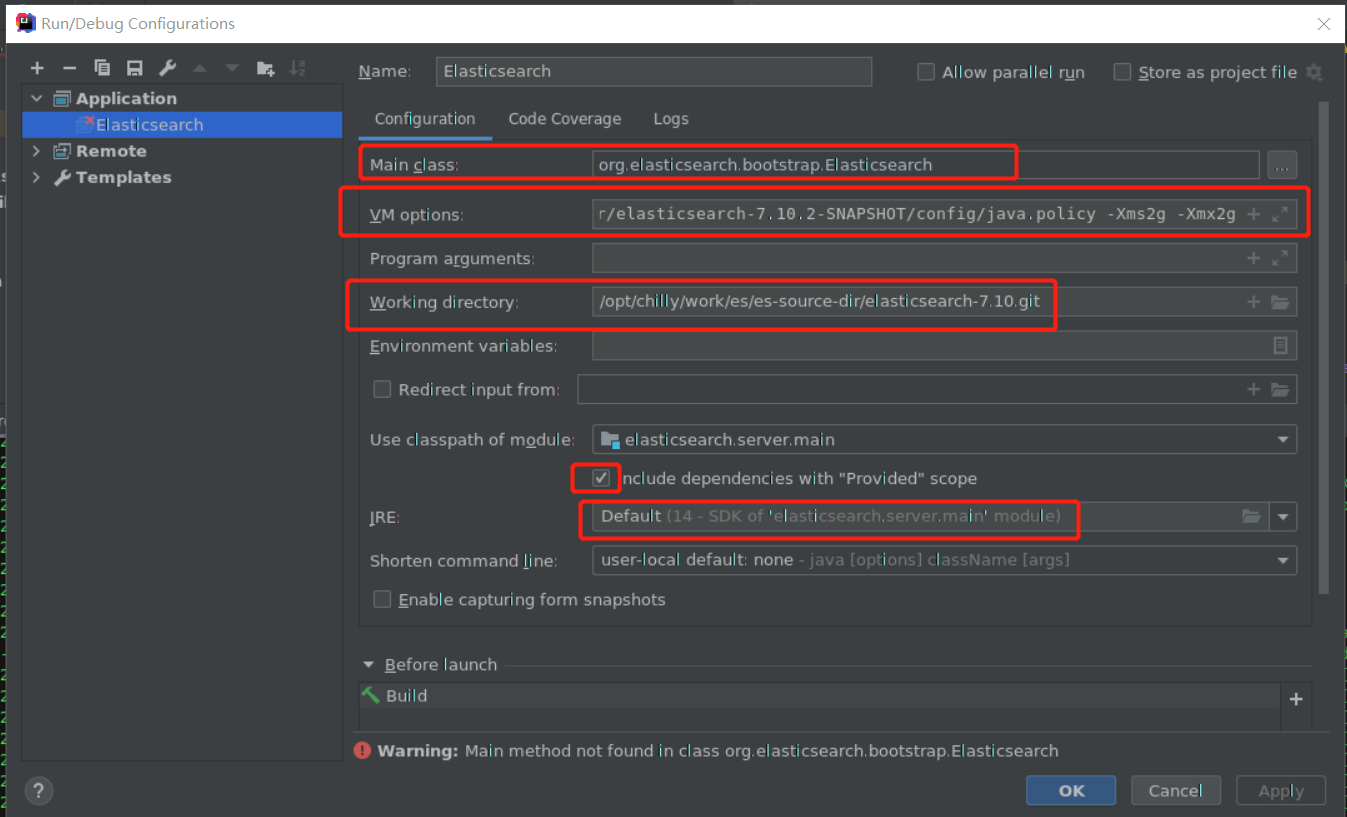 Run/Debug Configurations
Name: Elasticsearch Allow parallel run Store as project file
Application
Elasticsearch
Remote
Templates
Configuration Code Coverage Logs
Main class: org.elasticsearch.bootstrap.Elasticsearch ...
VM options: r/elasticsearch-7.10.2-SNAPSHOT/config/java.policy -Xms2g -Xmx2g
Program arguments:
Working directory: /opt/chilly/work/es/es-source-dir/elasticsearch-7.10.git
Environment variables:
Redirect input from:
Use classpath of module: elasticsearch.server.main
Include dependencies with "Provided" scope
JRE: Default (14 - SDK of 'elasticsearch.server.main' module)
Shorten command line: user-local default: none - java [options] className [args]
Enable capturing form snapshots
Before launch
Build
Warning: Main method not found in class org.elasticsearch.bootstrap.Elasticsearch
? OK Cancel Apply